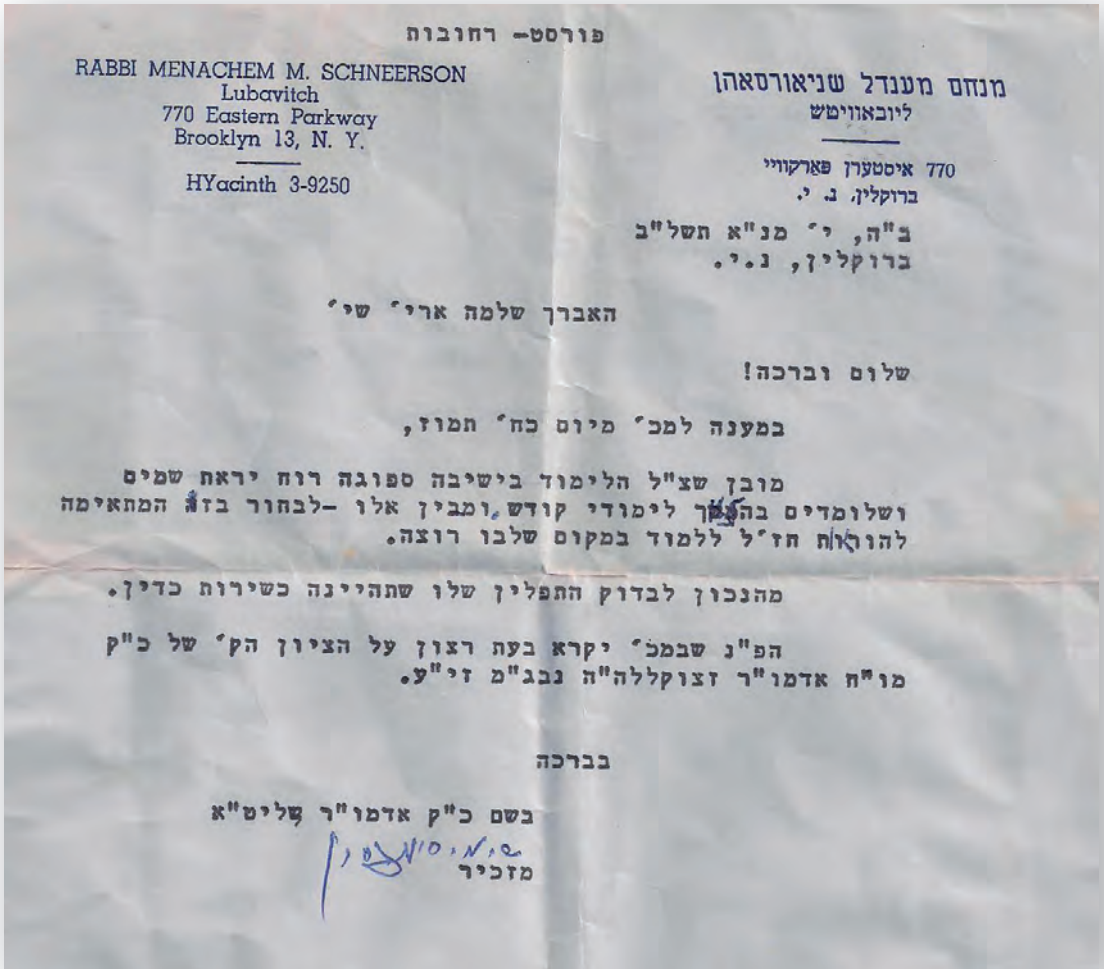 פורסט- רחובות
RABBI MENACHEM M. SCHNEERSON
Lubavitch
770 Eastern Parkway
Brooklyn 13, N. Y.
HYacinth 3-9250
מנחם מענדל שניאורסאהן
ליובאוויטש
770 איסטערן פארקוויי
ברוקלין, נ. י.
ב"ה, י' מנ"א תשל"ב
ברוקלין, נ.י.
האברך שלמה ארי' שי'
שלום וברכה!
במענה למכ' מיום כח' תמוז,
מובן שצ"ל הלימוד בישיבה ספוגה רוח יראת שמים
ושלומדים לימודי קודש, ומבין אלו -לבחור בזה המתאימה
חז"ל ללמוד במקום שלבו רוצה.
מהנכון לבדוק התפלין שלו שתהיינה כשירות כדין.
הפ"נ שבמכ' יקרא בעת רצון על הציון הק' של כ"ק
מו"ח אדמו"ר זצוקללה"ה נבג"מ זי"ע.
בברכה
בשם כ"ק אדמו"ר שליט"א
מזכיר